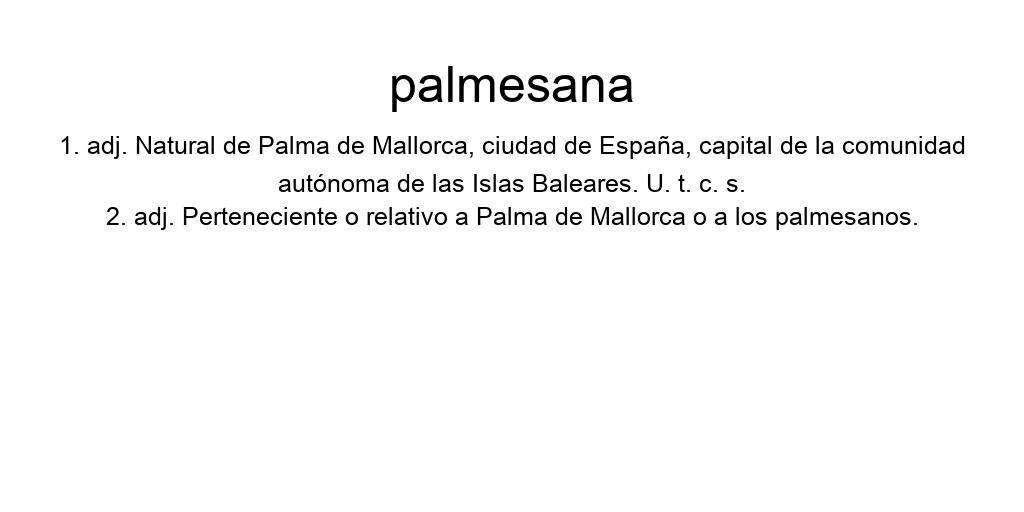 palmesana
1. adj. Natural de Palma de Mallorca, ciudad de España, capital de la comunidad
autónoma de las Islas Baleares. U. t. c. s.
2. adj. Perteneciente o relativo a Palma de Mallorca o a los palmesanos.